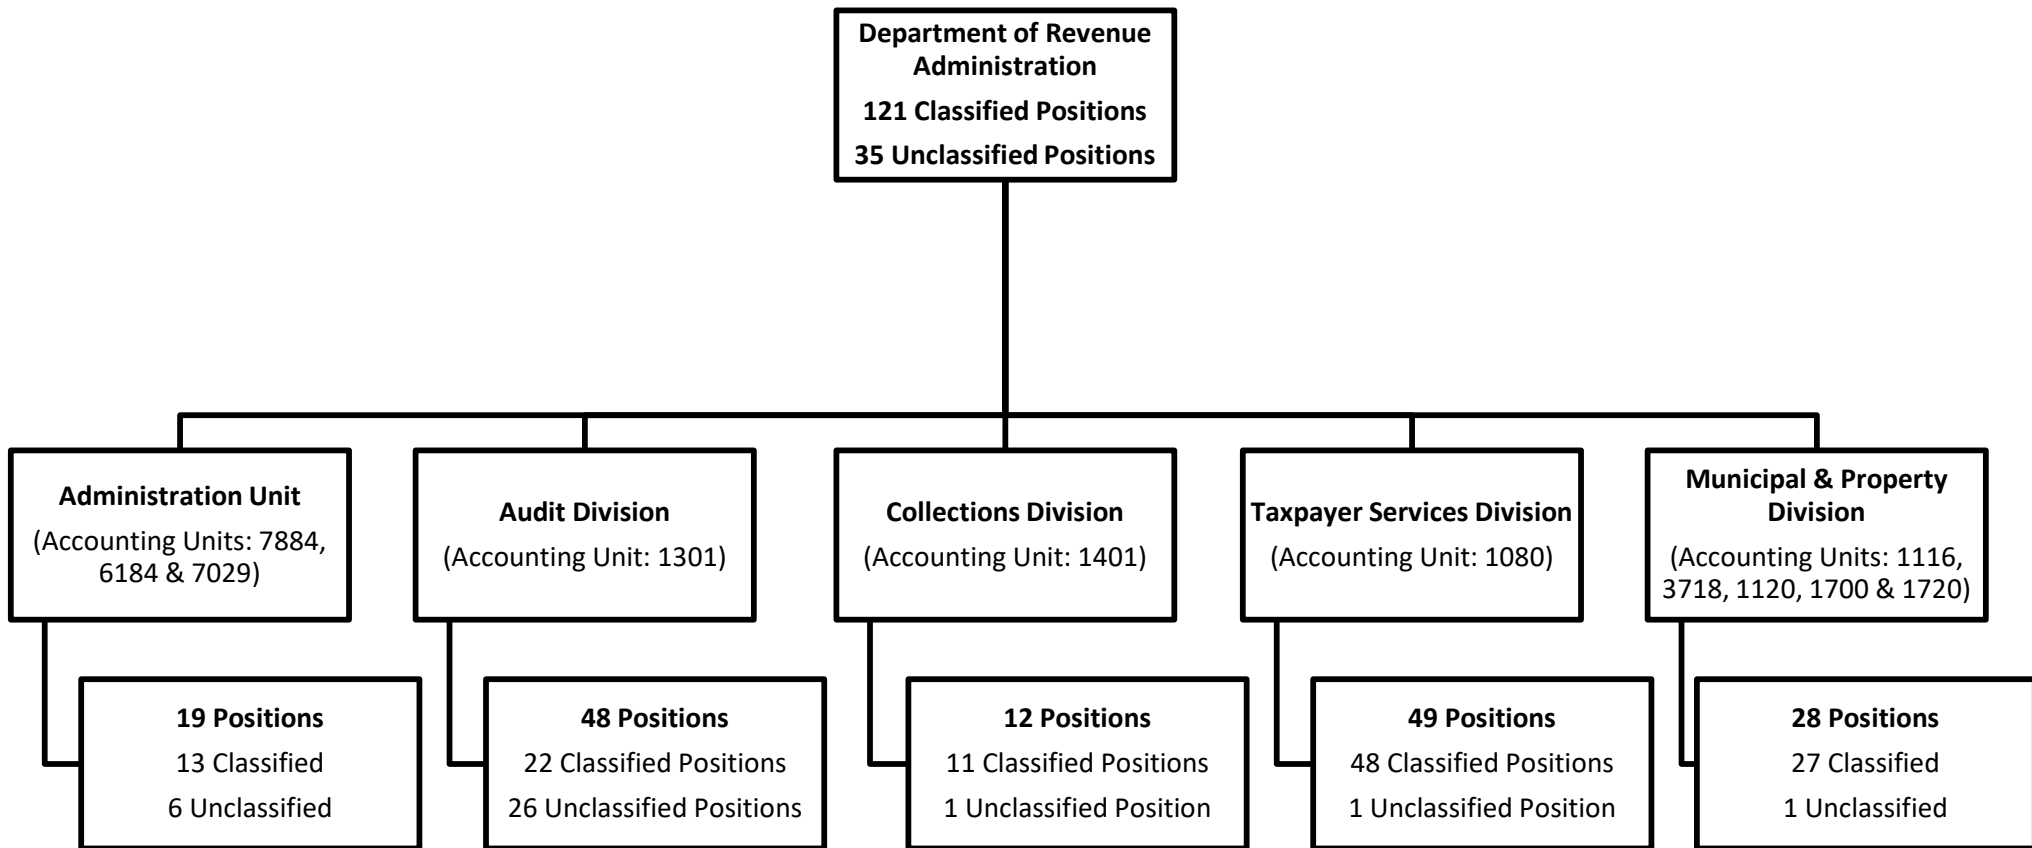 Department of Revenue
Administration
121 Classified Positions
35 Unclassified Positions
Administration Unit
(Accounting Units: 7884,
6184 & 7029)
Audit Division
(Accounting Unit: 1301)
Collections Division
(Accounting Unit: 1401)
Taxpayer Services Division
(Accounting Unit: 1080)
Municipal & Property
Division
(Accounting Units: 1116,
3718, 1120, 1700 & 1720)
19 Positions
13 Classified
6 Unclassified
48 Positions
22 Classified Positions
26 Unclassified Positions
12 Positions
11 Classified Positions
1 Unclassified Position
49 Positions
48 Classified Positions
1 Unclassified Position
28 Positions
27 Classified
1 Unclassified